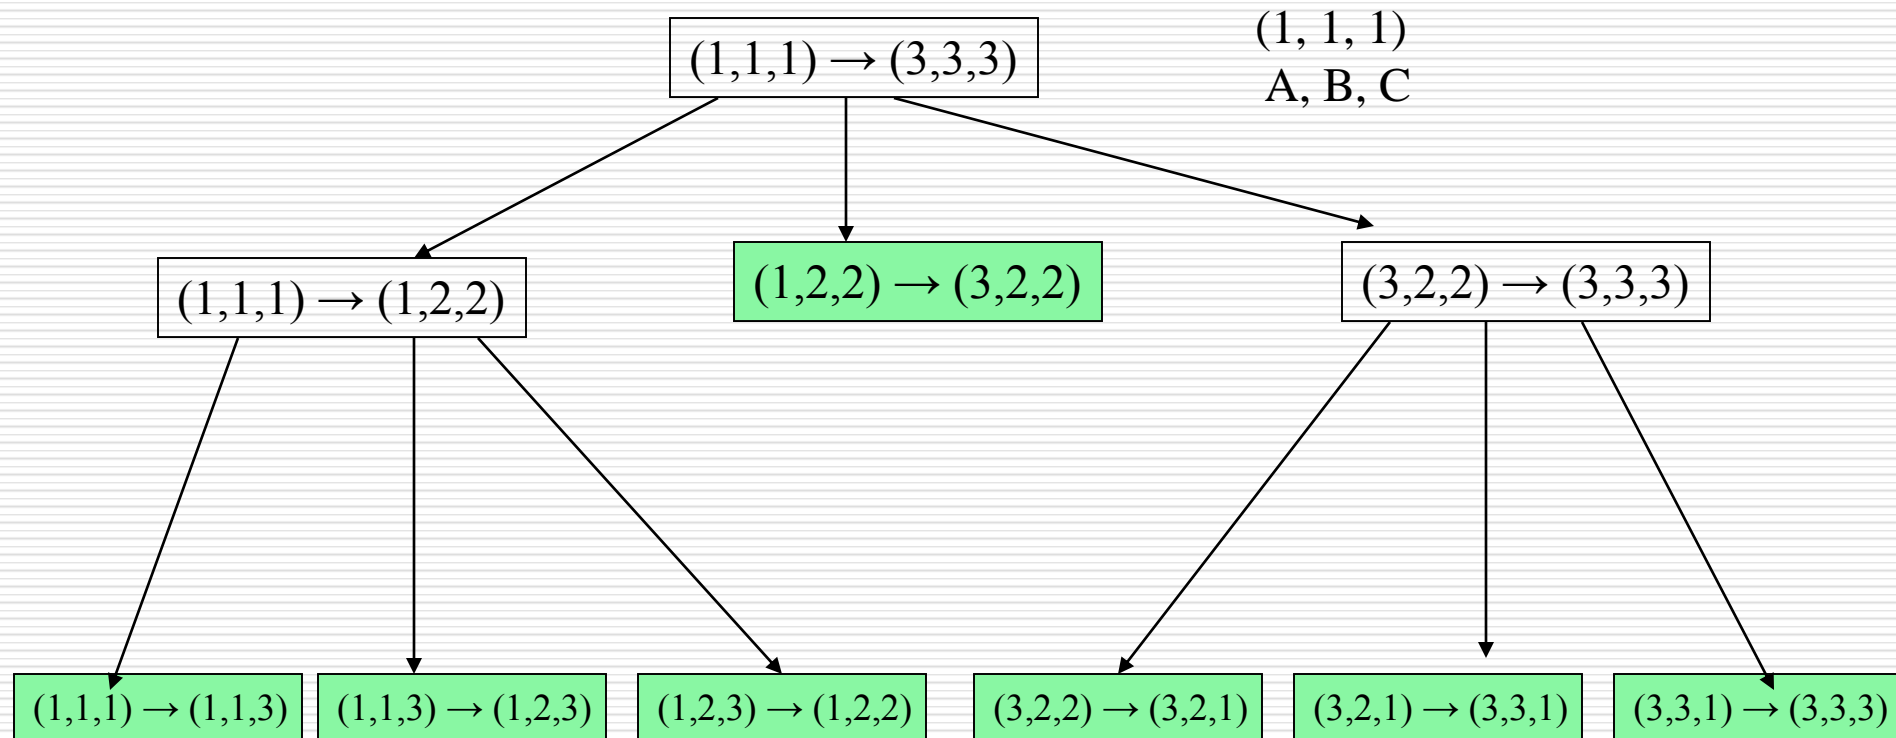 (1,1,1) → (3,3,3)
(1, 1, 1)
A, B, C
(1,1,1) → (1,2,2)
(1,2,2) → (3,2,2)
(3,2,2) → (3,3,3)
(1,1,1) → (1,1,3)
(1,1,3) → (1,2,3)
(1,2,3) → (1,2,2)
(3,2,2) → (3,2,1)
(3,2,1) → (3,3,1)
(3,3,1) → (3,3,3)